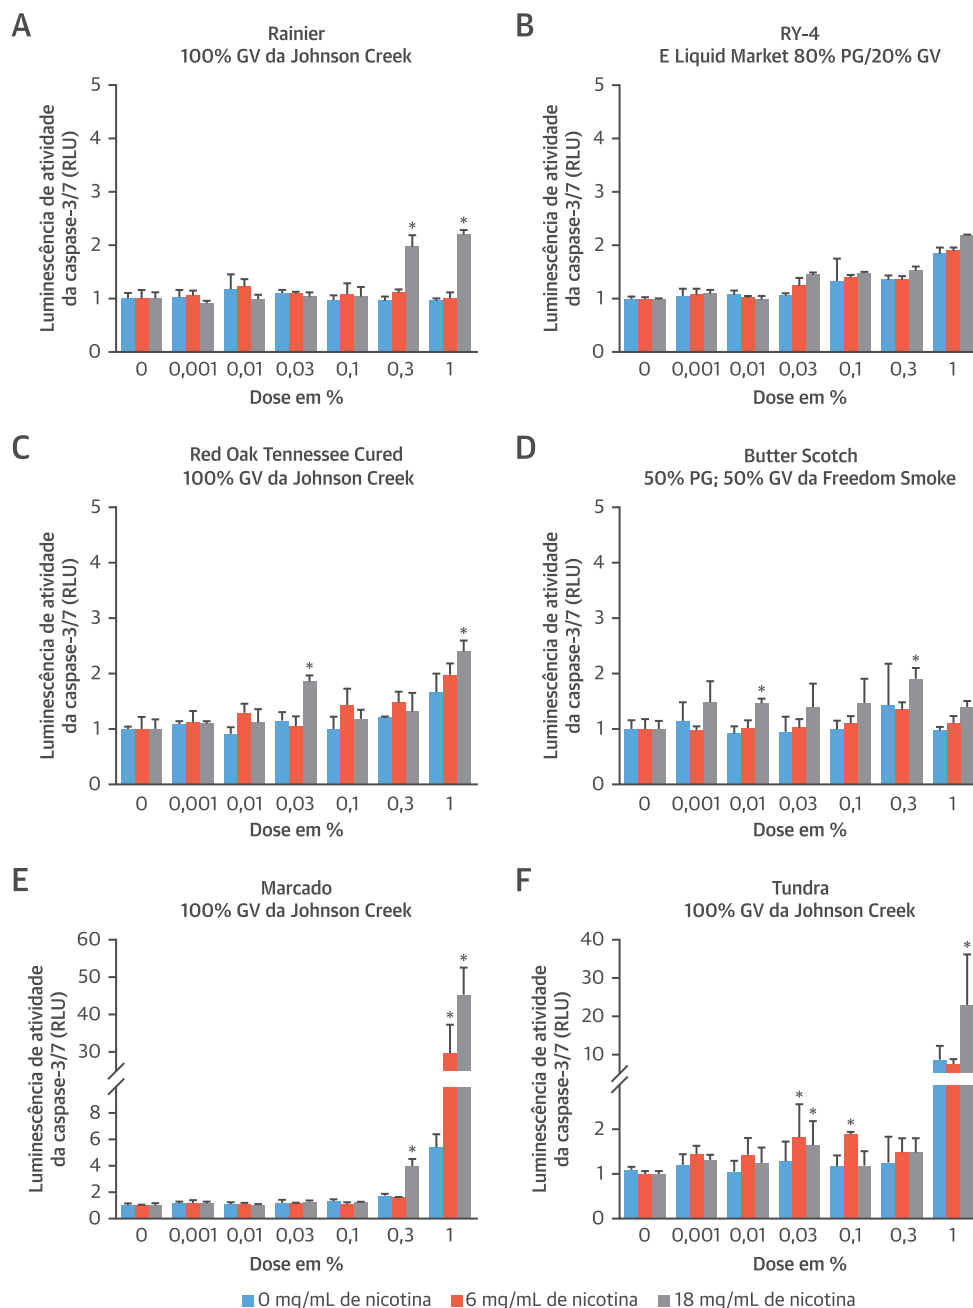 A
Rainier
100% GV da Johnson Creek
Luminescência de atividade
da caspase-3/7 (RLU)
5
4
3
2
1
0
*
*
0 0,001 0,01 0,03 0,1 0,3 1
Dose em %
B
RY-4
E Liquid Market 80% PG/20% GV
Luminescência de atividade
da caspase-3/7 (RLU)
5
4
3
2
1
0
0 0,001 0,01 0,03 0,1 0,3 1
Dose em %
C
Red Oak Tennessee Cured
100% GV da Johnson Creek
Luminescência de atividade
da caspase-3/7 (RLU)
5
4
3
2
1
0
*
*
0 0,001 0,01 0,03 0,1 0,3 1
Dose em %
D
Butter Scotch
50% PG; 50% GV da Freedom Smoke
Luminescência de atividade
da caspase-3/7 (RLU)
5
4
3
2
1
0
*
*
0 0,001 0,01 0,03 0,1 0,3 1
Dose em %
E
Marcado
100% GV da Johnson Creek
Luminescência de atividade
da caspase-3/7 (RLU)
60
40
30
8
6
4
2
0
*
*
*
0 0,001 0,01 0,03 0,1 0,3 1
Dose em %
F
Tundra
100% GV da Johnson Creek
Luminescência de atividade
da caspase-3/7 (RLU)
40
30
20
10
2
1
0
*
*
*
*
0 0,001 0,01 0,03 0,1 0,3 1
Dose em %
0 mg/mL de nicotina 6 mg/mL de nicotina 18 mg/mL de nicotina